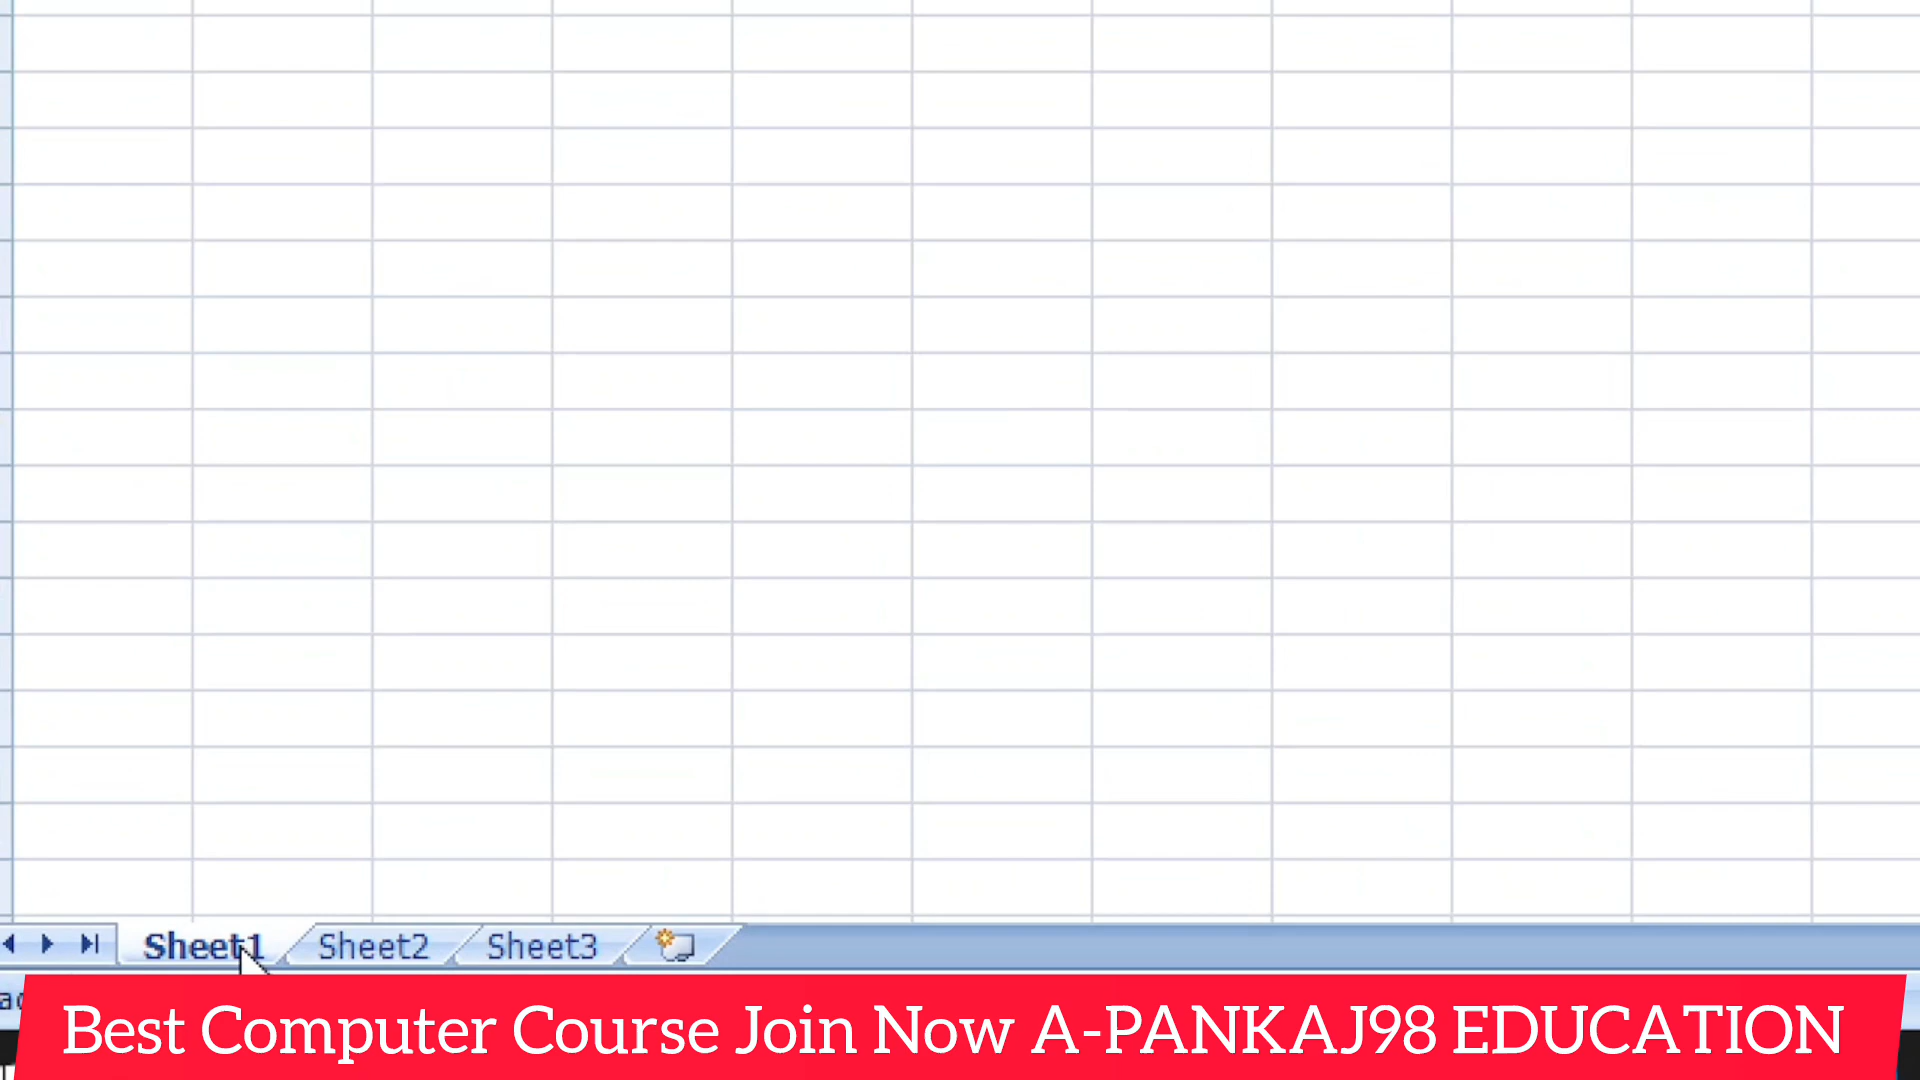 Sheet1 Sheet2 Sheet3
Best Computer Course Join Now A-PANKAJ98 EDUCATION